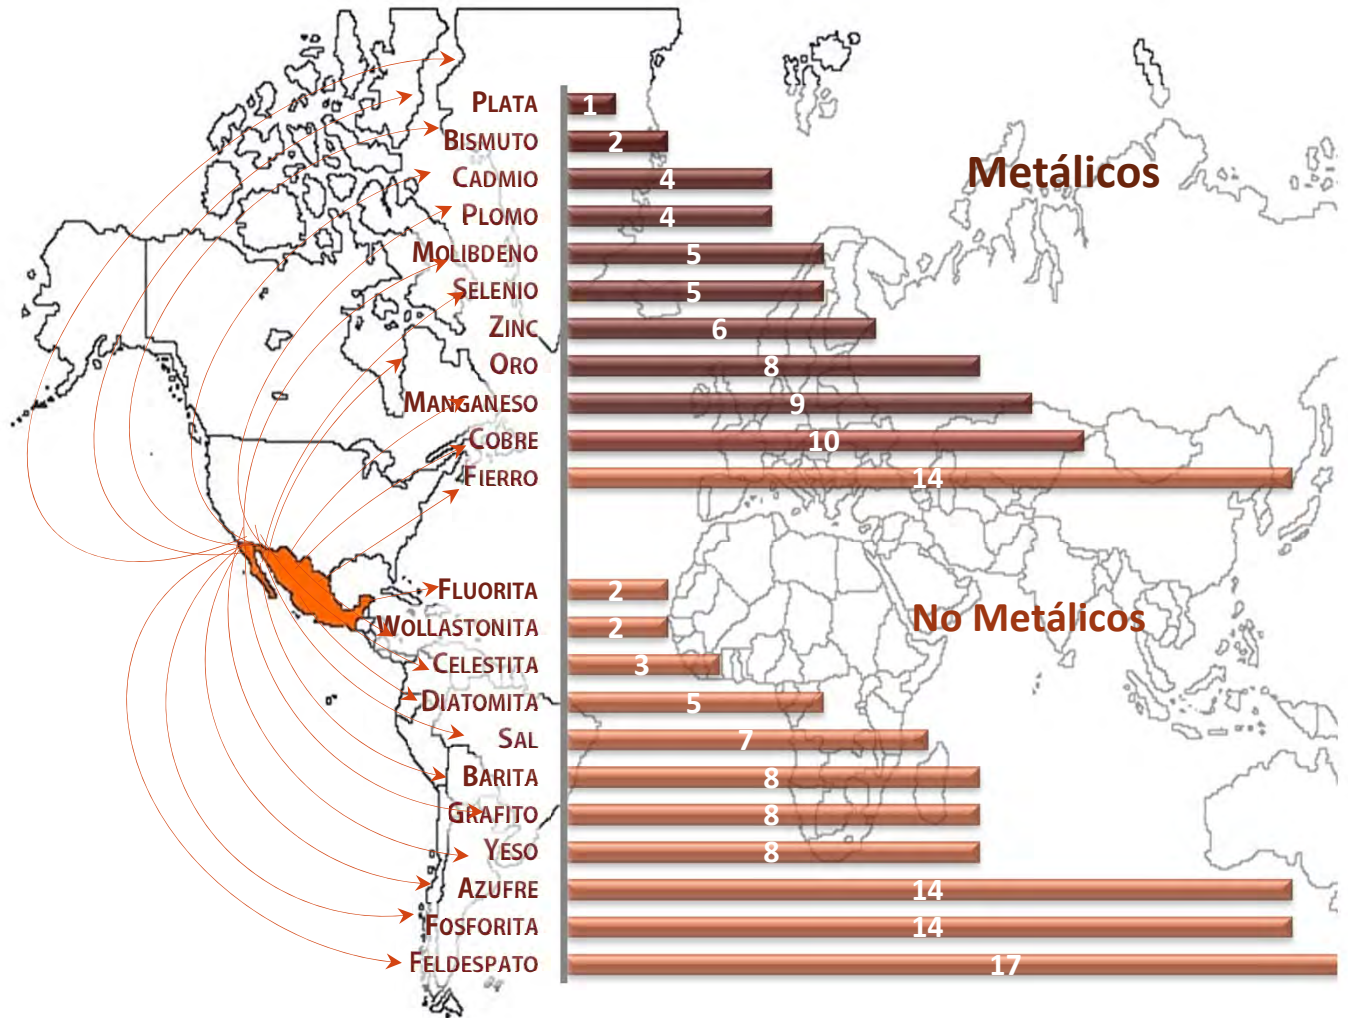 PLATA 1
BISMUTO 2
CADMIO 4
Metálicos
PLOMO 4
MOLIBDENO 5
SELENIO 5
ZINC 6
ORO 8
MANGANESO 9
COBRE 10
FIERRO 14
FLUORITA 2
No Metálicos
WOLLASTONITA 2
CELESTITA 3
DIATOMITA 5
SAL 7
BARITA 8
GRAFITO 8
YESO 8
AZUFRE 14
FOSFORITA 14
FELDESPATO 17